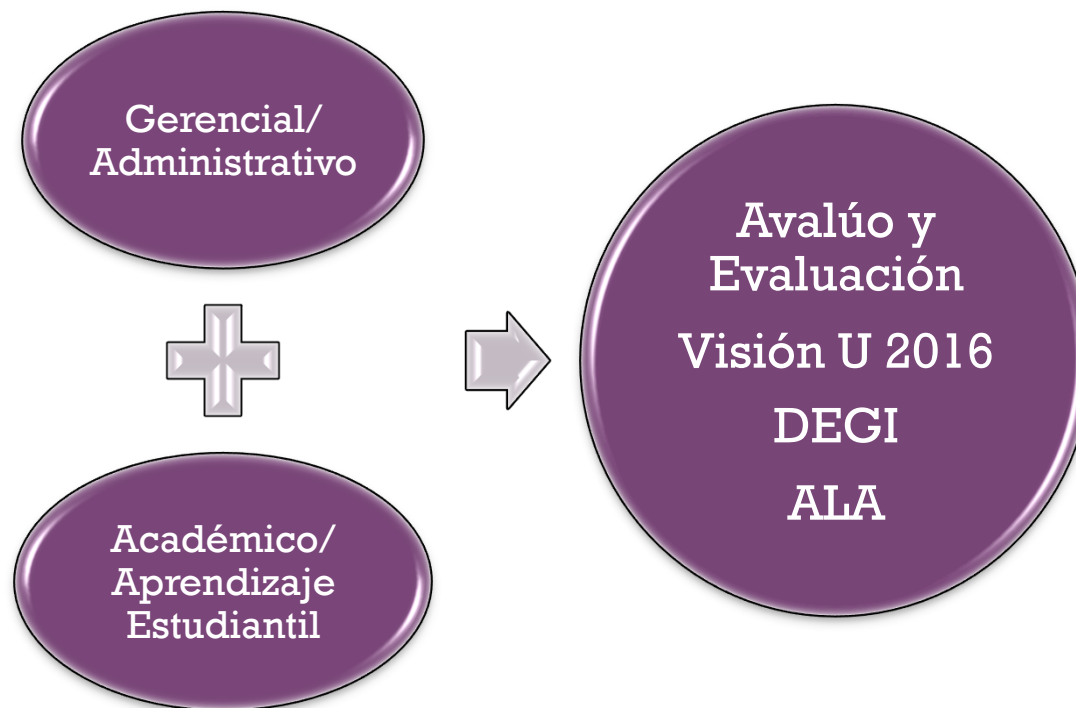 Gerencial/
Administrativo
Académico/
Aprendizaje
Estudiantil
Avalúo y
Evaluación
Visión U 2016
DEGI
ALA